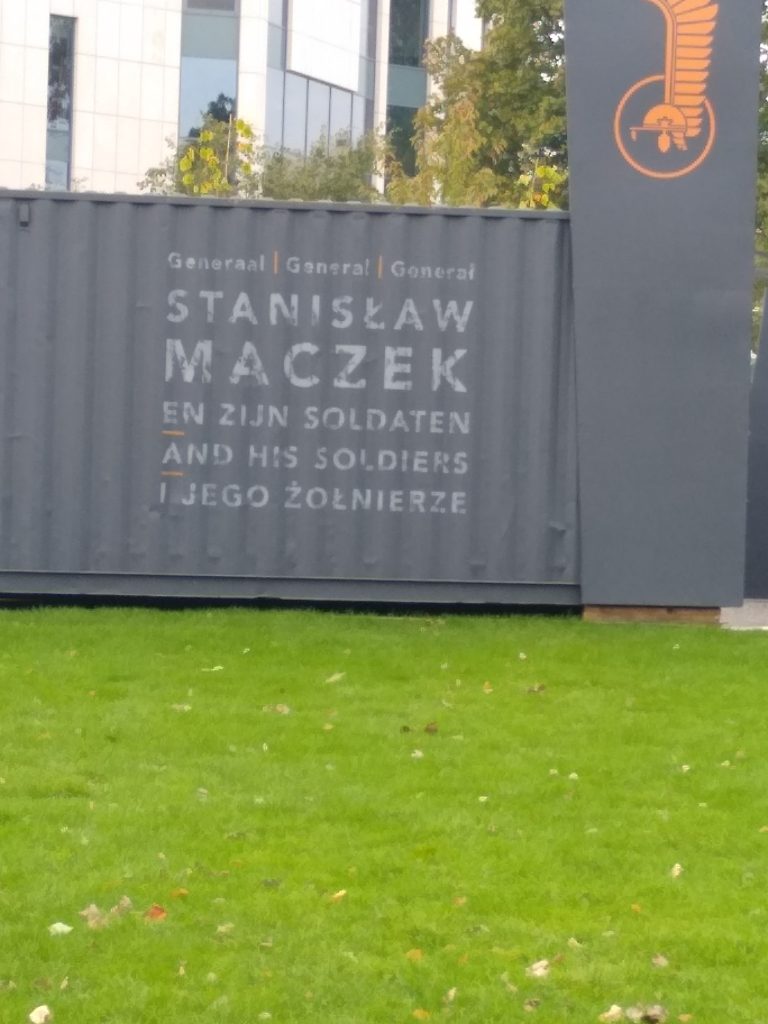 Generaal | General | Generał
STANISŁAW
MACZEK
EN ZIJN SOLDATEN
AND HIS SOLDIERS
I JEGO ŻOŁNIERZE